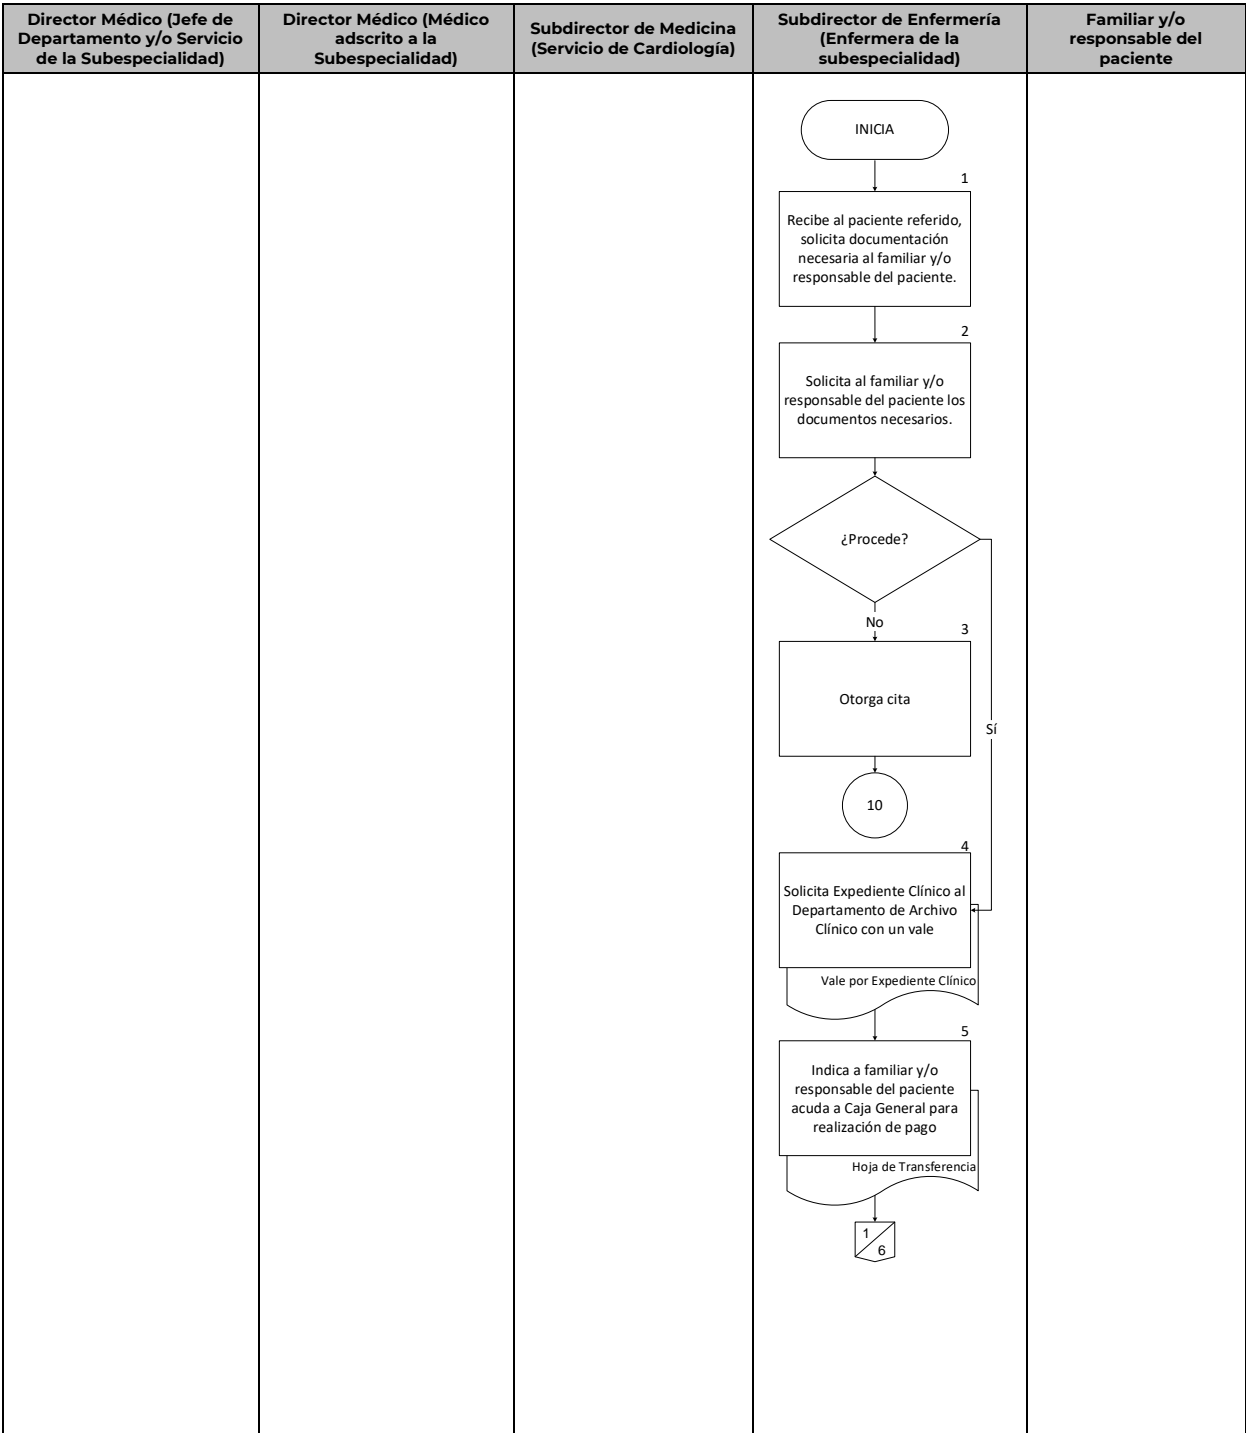 Director Médico (Jefe de
Departamento y/o Servicio
de la Subespecialidad)
Director Médico (Médico
adscrito a la
Subespecialidad)
Subdirector de Medicina
(Servicio de Cardiología)
Subdirector de Enfermería
(Enfermera de la
subespecialidad)
Familiar y/o
responsable del
paciente
INICIA
1
Recibe al paciente referido,
solicita documentación
necesaria al familiar y/o
responsable del paciente.
2
Solicita al familiar y/o
responsable del paciente los
documentos necesarios.
¿Procede?
No
3
Otorga cita
Sí
10
4
Solicita Expediente Clínico al
Departamento de Archivo
Clínico con un vale
Vale por Expediente Clínico
5
Indica a familiar y/o
responsable del paciente
acuda a Caja General para
realización de pago
Hoja de Transferencia
1
6